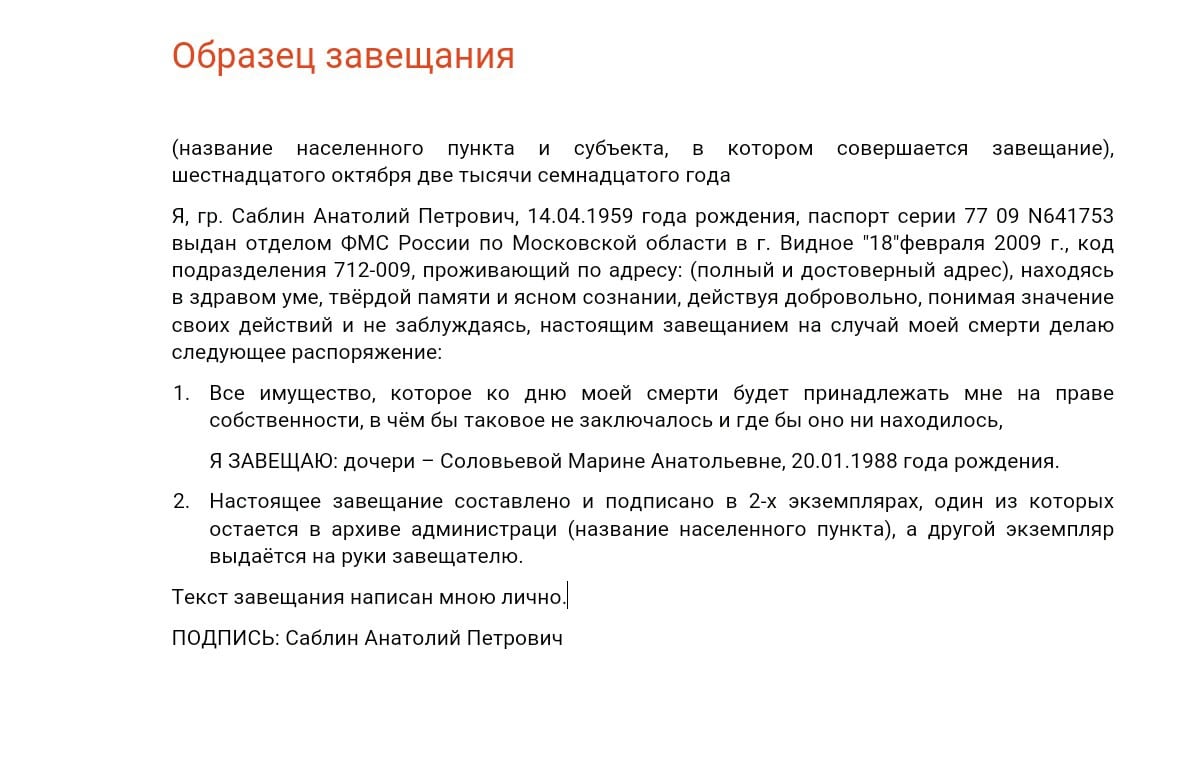 Образец завещания
(название населенного пункта и субъекта, в котором совершается завещание),
шестнадцатого октября две тысячи семнадцатого года
Я, гр. Саблин Анатолий Петрович, 14.04.1959 года рождения, паспорт серии 77 09 N641753
выдан отделом ФМС России по Московской области в г. Видное "18"февраля 2009 г., код
подразделения 712-009, проживающий по адресу: (полный и достоверный адрес), находясь
в здравом уме, твёрдой памяти и ясном сознании, действуя добровольно, понимая значение
своих действий и не заблуждаясь, настоящим завещанием на случай моей смерти делаю
следующее распоряжение:
1. Все имущество, которое ко дню моей смерти будет принадлежать мне на праве
собственности, в чём бы таковое не заключалось и где бы оно ни находилось,
Я ЗАВЕЩАЮ: дочери – Соловьевой Марине Анатольевне, 20.01.1988 года рождения.
2. Настоящее завещание составлено и подписано в 2-х экземплярах, один из которых
остается в архиве администраци (название населенного пункта), а другой экземпляр
выдаётся на руки завещателю.
Текст завещания написан мною лично.
ПОДПИСЬ: Саблин Анатолий Петрович